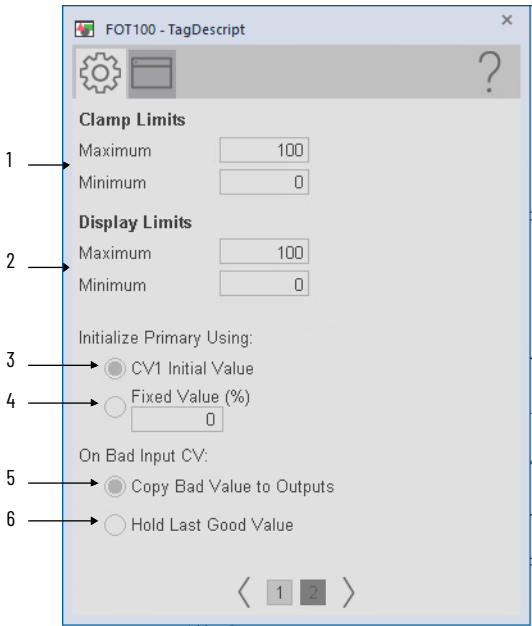 FOT100 - TagDescript
×
?
Clamp Limits
1 Maximum 100
Minimum 0
Display Limits
2 Maximum 100
Minimum 0
Initialize Primary Using:
3 CV1 Initial Value
4 Fixed Value (%)
0
On Bad Input CV:
5 Copy Bad Value to Outputs
6 Hold Last Good Value
1 2